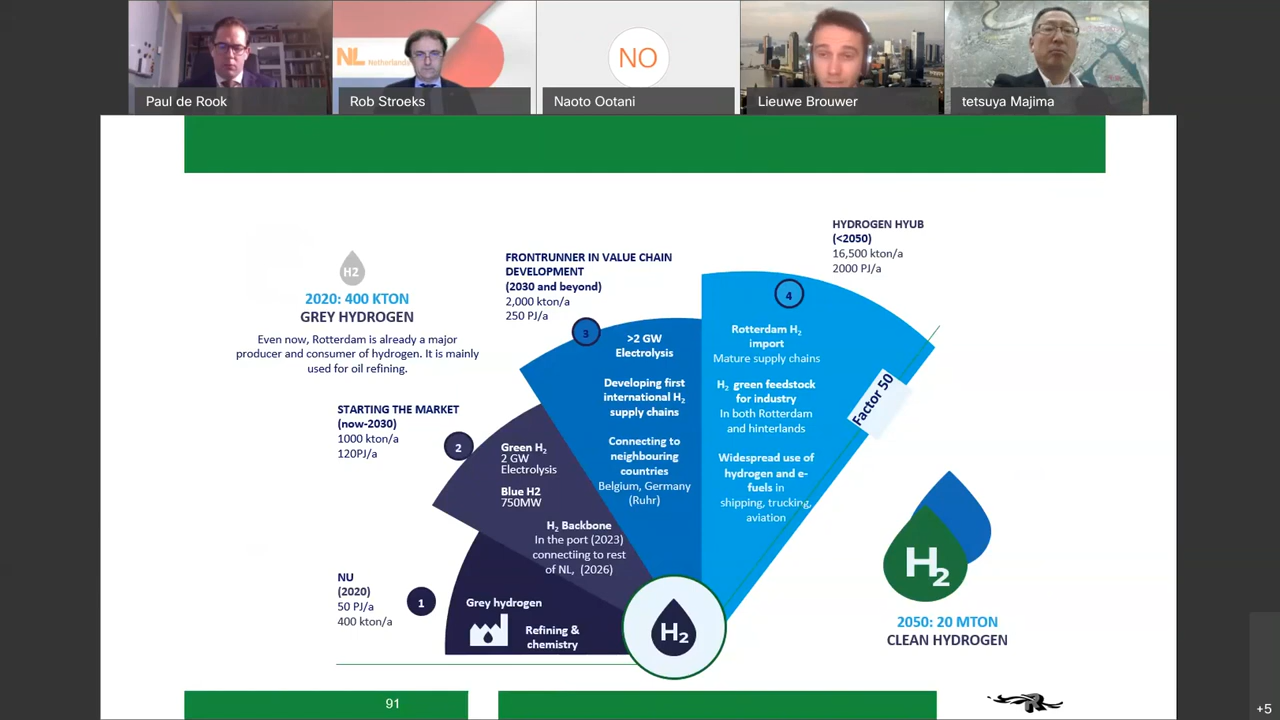 NL Netherlands
NO
Paul de Rook
Rob Stroeks
Naoto Ootani
Lieuwe Brouwer
tetsuya Majima
H2
2020: 400 KTON
GREY HYDROGEN
Even now, Rotterdam is already a major
producer and consumer of hydrogen. It is mainly
used for oil refining.
FRONTRUNNER IN VALUE CHAIN
DEVELOPMENT
(2030 and beyond)
2,000 kton/a
250 PJ/a
HYDROGEN HYUB
(<2050)
16,500 kton/a
2000 PJ/a
STARTING THE MARKET
(now-2030)
1000 kton/a
120PJ/a
NU
(2020)
50 PJ/a
400 kton/a
1
Grey hydrogen
Refining &
chemistry
2
Green H₂
2 GW
Electrolysis
Blue H2
750MW
H₂ Backbone
In the port (2023)
connectiing to rest
of NL, (2026)
3
>2 GW
Electrolysis
Developing first
international H₂
supply chains
Connecting to
neighbouring
countries
Belgium, Germany
(Ruhr)
4
Rotterdam H₂
import
Mature supply chains
H₂ green feedstock
for industry
In both Rotterdam
and hinterlands
Widespread use of
hydrogen and e-
fuels in
shipping, trucking,
aviation
Factor 50
H₂
H₂
2050: 20 MTON
CLEAN HYDROGEN
91
R
+5